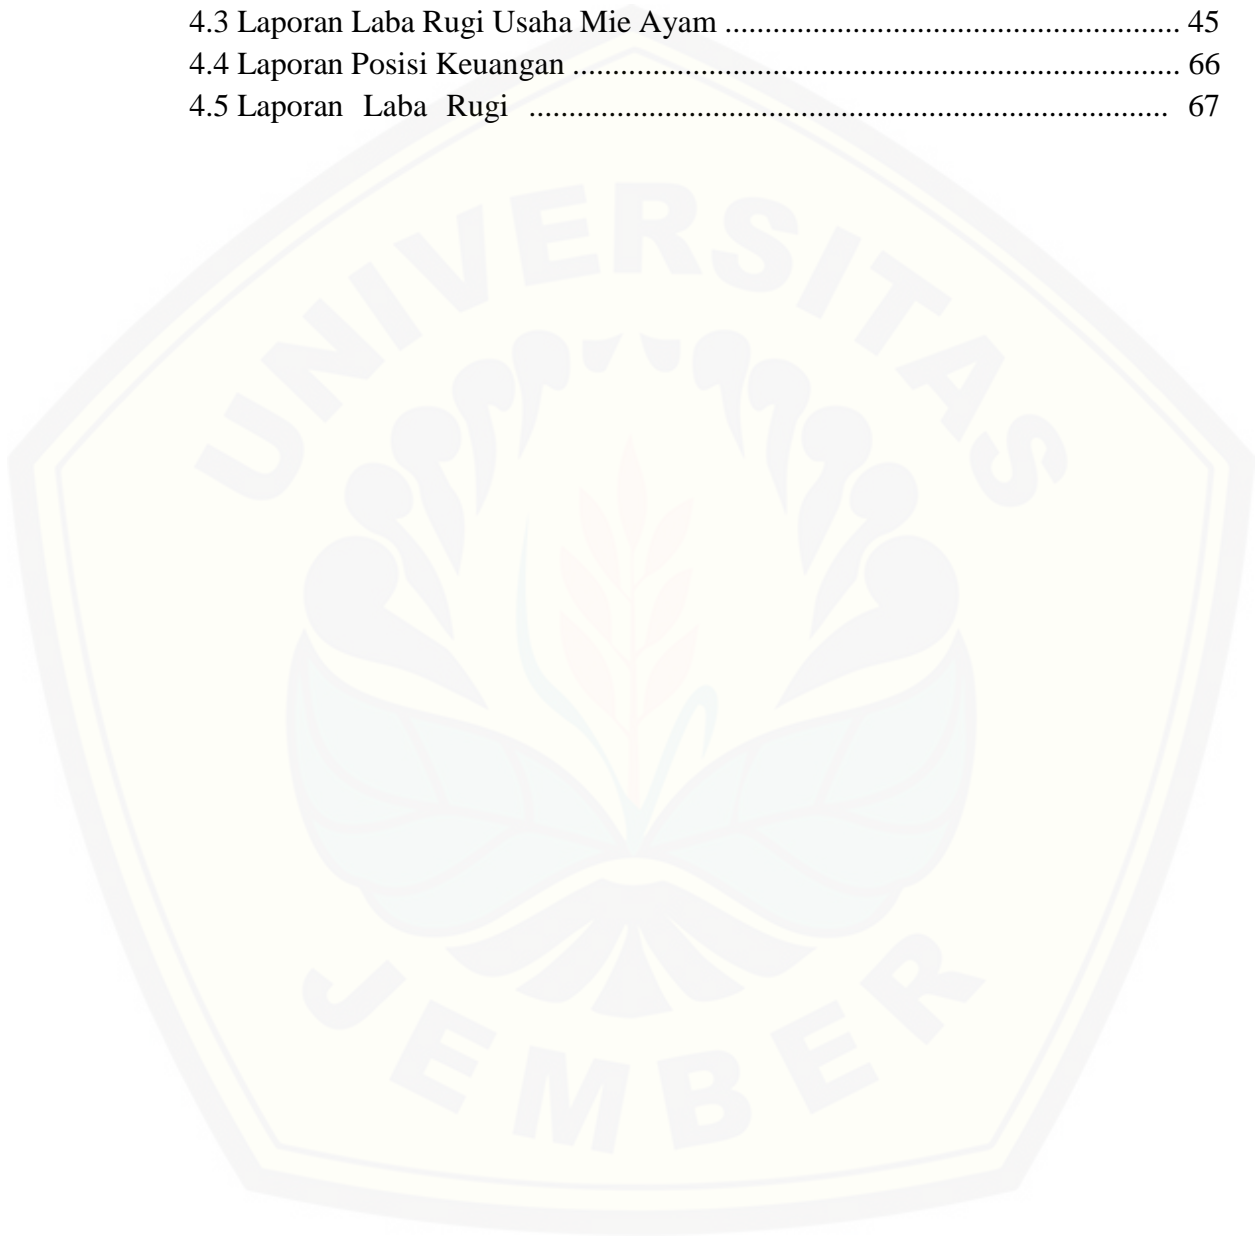 4.3 Laporan Laba Rugi Usaha Mie Ayam ........................................................ 45
4.4 Laporan Posisi Keuangan ........................................................................... 66
4.5 Laporan Laba Rugi ............................................................................... 67
UNIVERSITAS
JEMBER